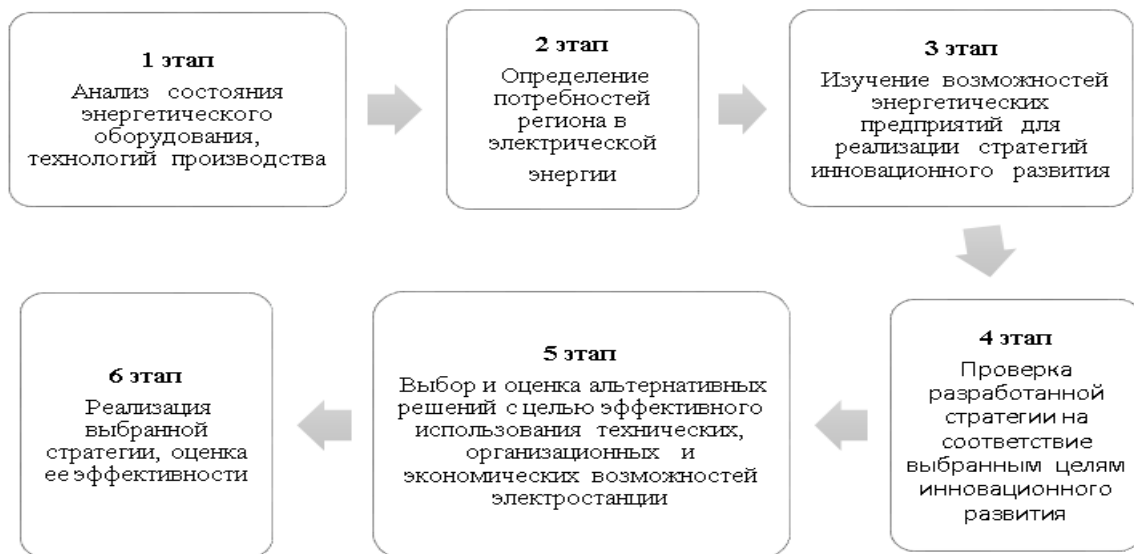 1 этап
Анализ состояния
энергетического
оборудования,
технологий производства
2 этап
Определение
потребностей
региона в
электрической
энергии
3 этап
Изучение возможностей
энергетических
предприятий для
реализации стратегий
инновационного развития
4 этап
Проверка
разработанной
стратегии на
соответствие
выбранным целям
инновационного
развития
5 этап
Выбор и оценка альтернативных
решений с целью эффективного
использования технических,
организационных и
экономических возможностей
электростанции
6 этап
Реализация
выбранной
стратегии, оценка
ее эффективности